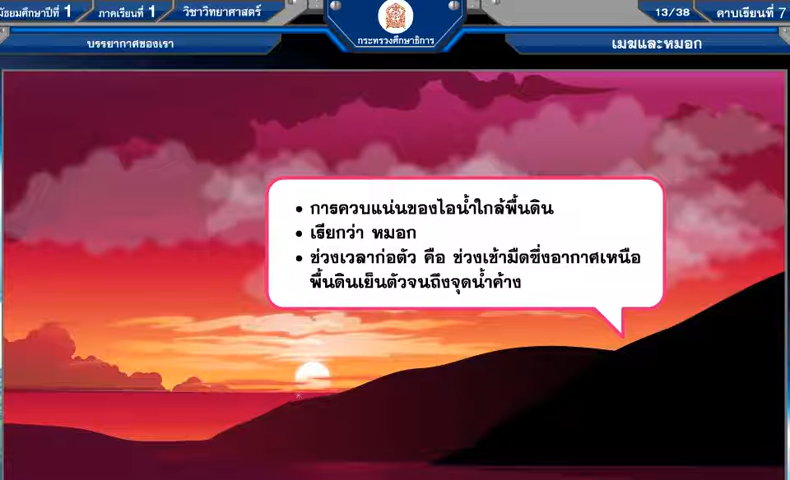 มัธยมศึกษาปีที่ 1 ภาคเรียนที่ 1 วิชาวิทยาศาสตร์ 13/38 คาบเรียนที่ 7
กระทรวงศึกษาธิการ
บรรยากาศของเรา เมฆและหมอก
• การควบแน่นของไอน้ำใกล้พื้นดิน
• เรียกว่า หมอก
• ช่วงเวลาก่อตัว คือ ช่วงเช้ามืดซึ่งอากาศเหนือ
พื้นดินเย็นตัวจนถึงจุดน้ำค้าง